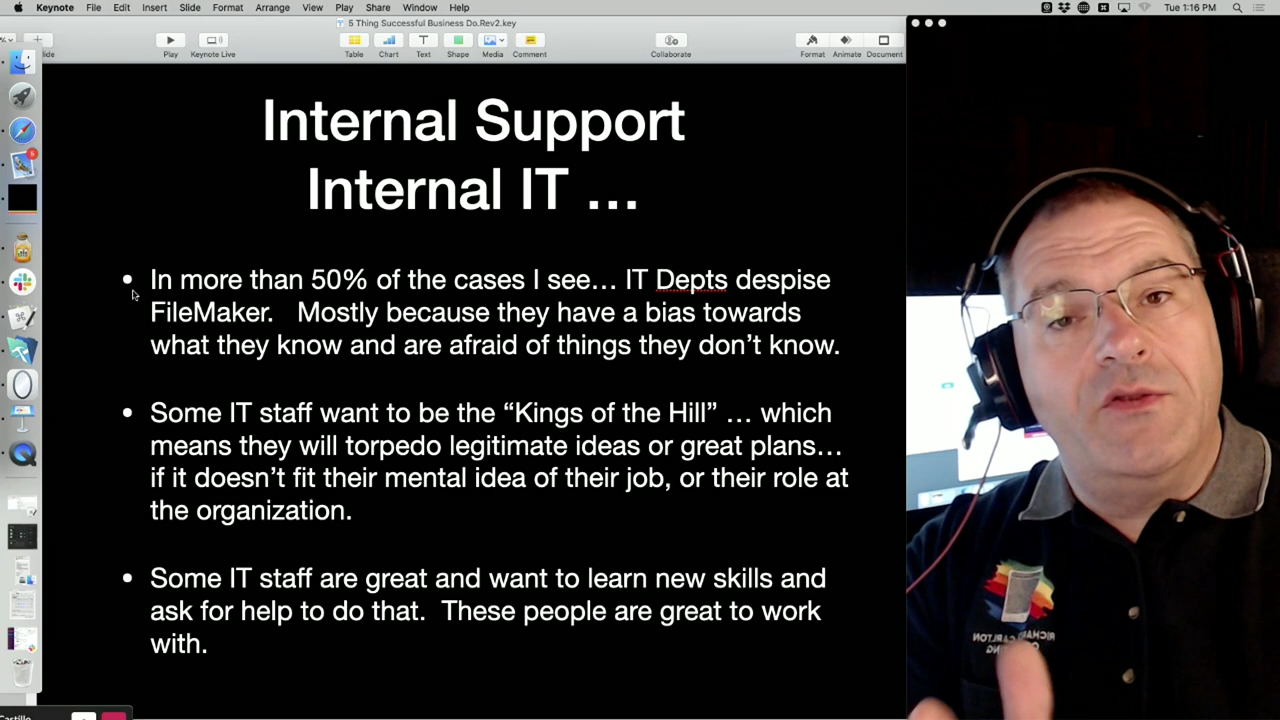 Keynote File Edit Insert Slide Format Arrange View Play Share Window Help Tue 1:16 PM
5 Thing Successful Business Do.Rev2.key
Play Keynote Live Table Chart Text Shape Media Comment Collaborate Format Animate Document
Internal Support
Internal IT …
• In more than 50% of the cases I see… IT Depts despise
FileMaker. Mostly because they have a bias towards
what they know and are afraid of things they don’t know.
• Some IT staff want to be the “Kings of the Hill” … which
means they will torpedo legitimate ideas or great plans…
if it doesn’t fit their mental idea of their job, or their role at
the organization.
• Some IT staff are great and want to learn new skills and
ask for help to do that. These people are great to work
with.